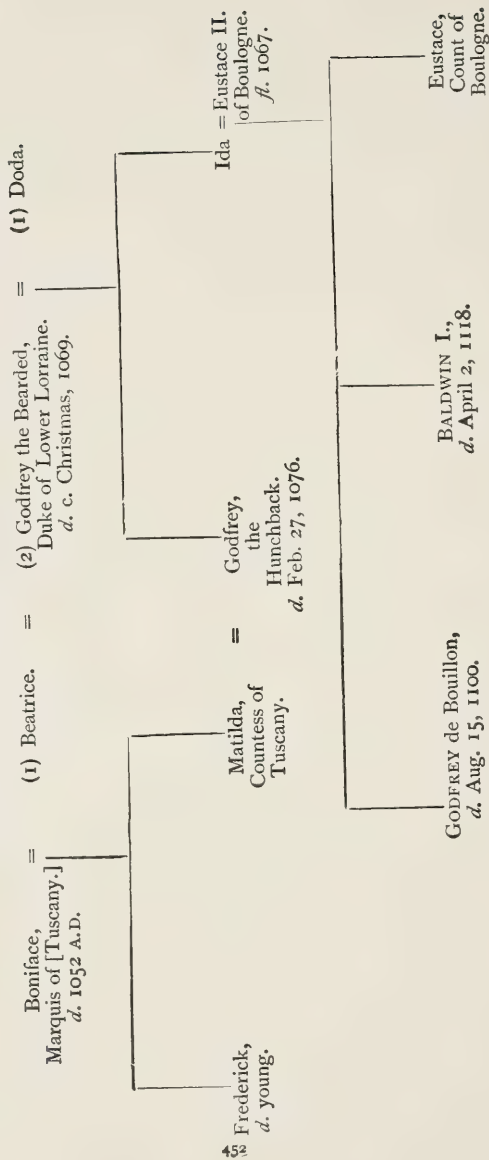 Boniface,
Marquis of [Tuscany.]
d. 1052 A.D.
=
(1) Beatrice.
=
(2) Godfrey the Bearded,
Duke of Lower Lorraine.
d. c. Christmas, 1069.
=
(1) Doda.
Frederick,
d. young.
Matilda,
Countess of
Tuscany.
=
Godfrey,
the
Hunchback.
d. Feb. 27, 1076.
Ida = Eustace II.
of Boulogne.
fl. 1067.
GODFREY de Bouillon,
d. Aug. 15, 1100.
BALDWIN I.,
d. April 2, 1118.
Eustace,
Count of
Boulogne.
452